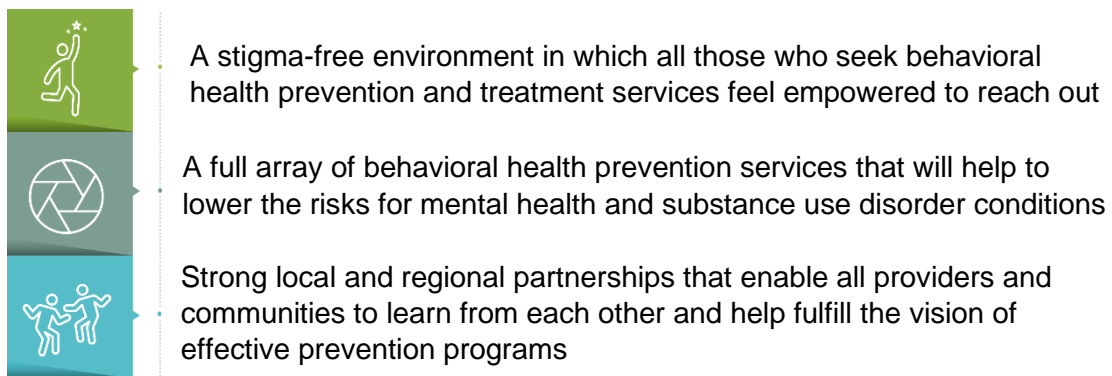 A stigma-free environment in which all those who seek behavioral
health prevention and treatment services feel empowered to reach out
A full array of behavioral health prevention services that will help to
lower the risks for mental health and substance use disorder conditions
Strong local and regional partnerships that enable all providers and
communities to learn from each other and help fulfill the vision of
effective prevention programs